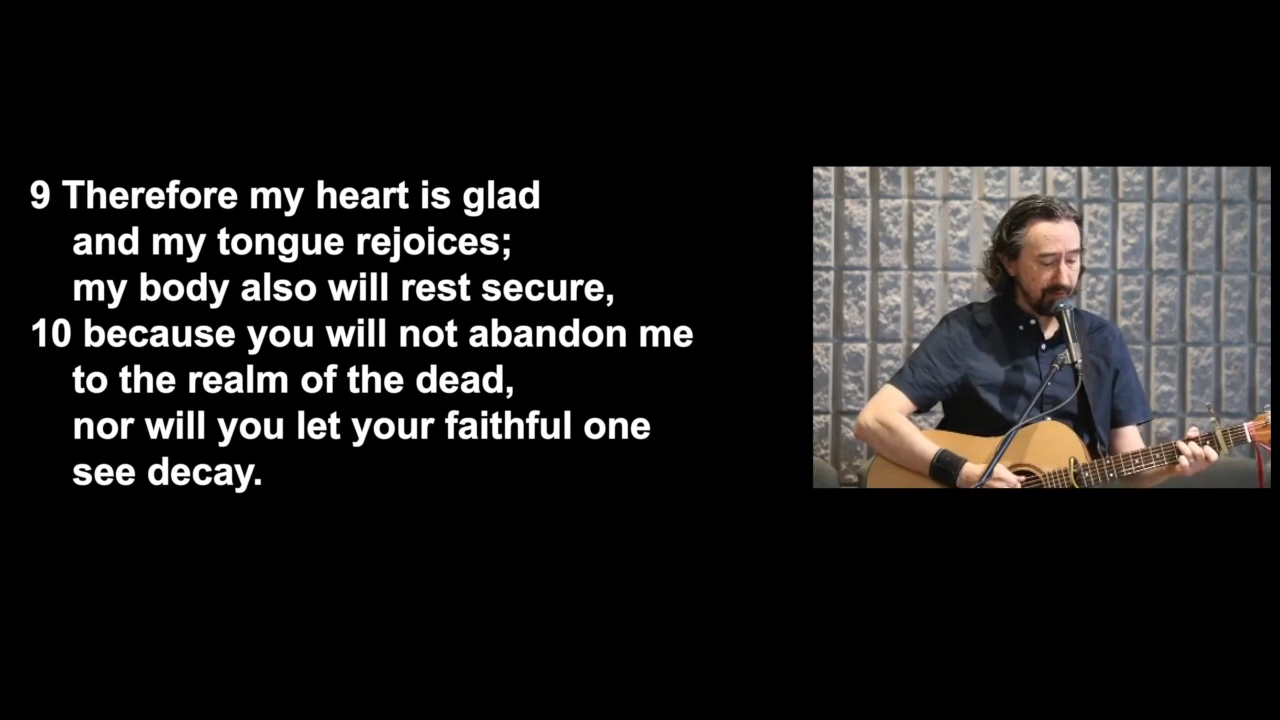 9 Therefore my heart is glad
and my tongue rejoices;
my body also will rest secure,
10 because you will not abandon me
to the realm of the dead,
nor will you let your faithful one
see decay.